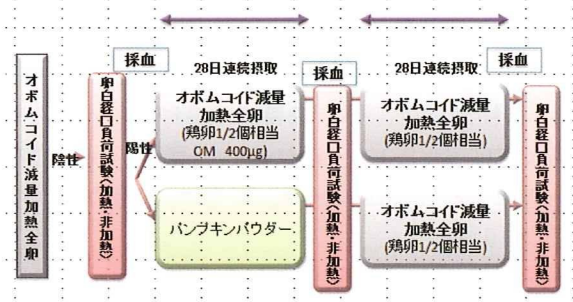 オボムコイド減量加熱全卵
陰性
採血
卵白経口負荷試験(加熱・非加熱)
陽性
28日連続摂取
オボムコイド減量
加熱全卵
(鶏卵1/2個相当
OM 400μg)
パンプキンパウダー
採血
卵白経口負荷試験(加熱・非加熱)
28日連続摂取
オボムコイド減量
加熱全卵
(鶏卵1/2個相当)
オボムコイド減量
加熱全卵
(鶏卵1/2個相当)
採血
卵白経口負荷試験(加熱・非加熱)